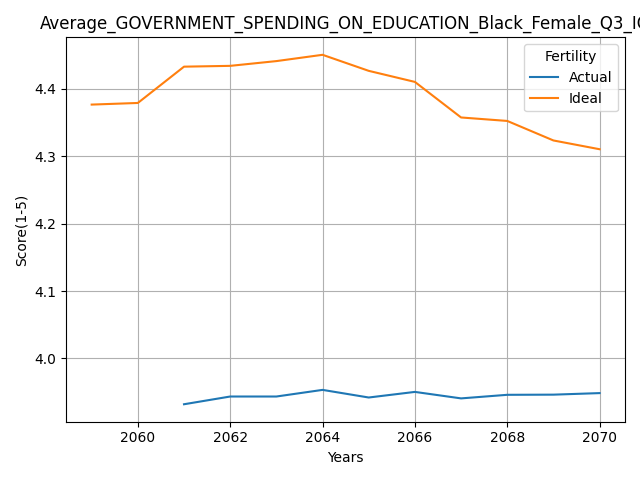 Average_GOVERNMENT_SPENDING_ON_EDUCATION_Black_Female_Q3_
Fertility
Actual
Ideal
4.4
4.3
4.2
4.1
4.0
Score(1-5)
2060 2062 2064 2066 2068 2070
Years